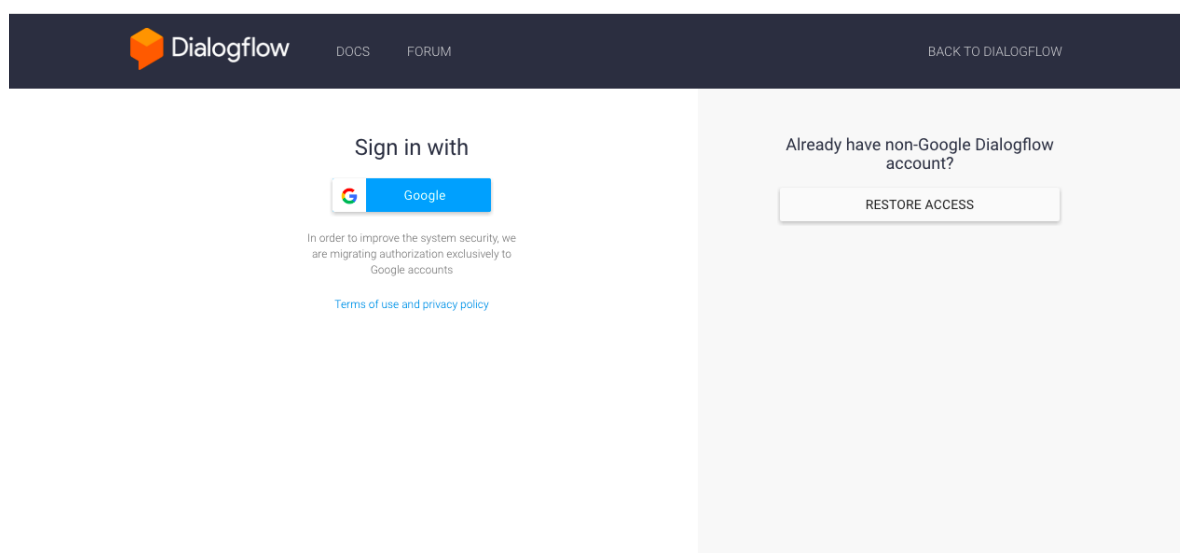 Dialogflow
DOCS
FORUM
BACK TO DIALOGFLOW
Sign in with
Google
In order to improve the system security, we
are migrating authorization exclusively to
Google accounts
Terms of use and privacy policy
Already have non-Google Dialogflow
account?
RESTORE ACCESS